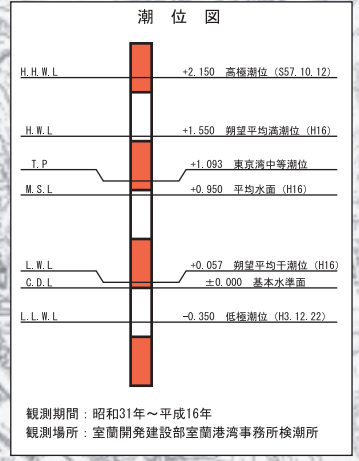 潮位図
H.H.W.L +2.150 高極潮位 (S57.10.12)
H.W.L +1.550 朔望平均満潮位 (H16)
T.P +1.093 東京湾中等潮位
M.S.L +0.950 平均水面 (H16)
L.W.L +0.057 朔望平均干潮位 (H16)
C.D.L ±0.000 基本水準面
L.L.W.L -0.350 低極潮位 (H3.12.22)
観測期間：昭和31年～平成16年
観測場所：室蘭開発建設部室蘭港湾事務所検潮所